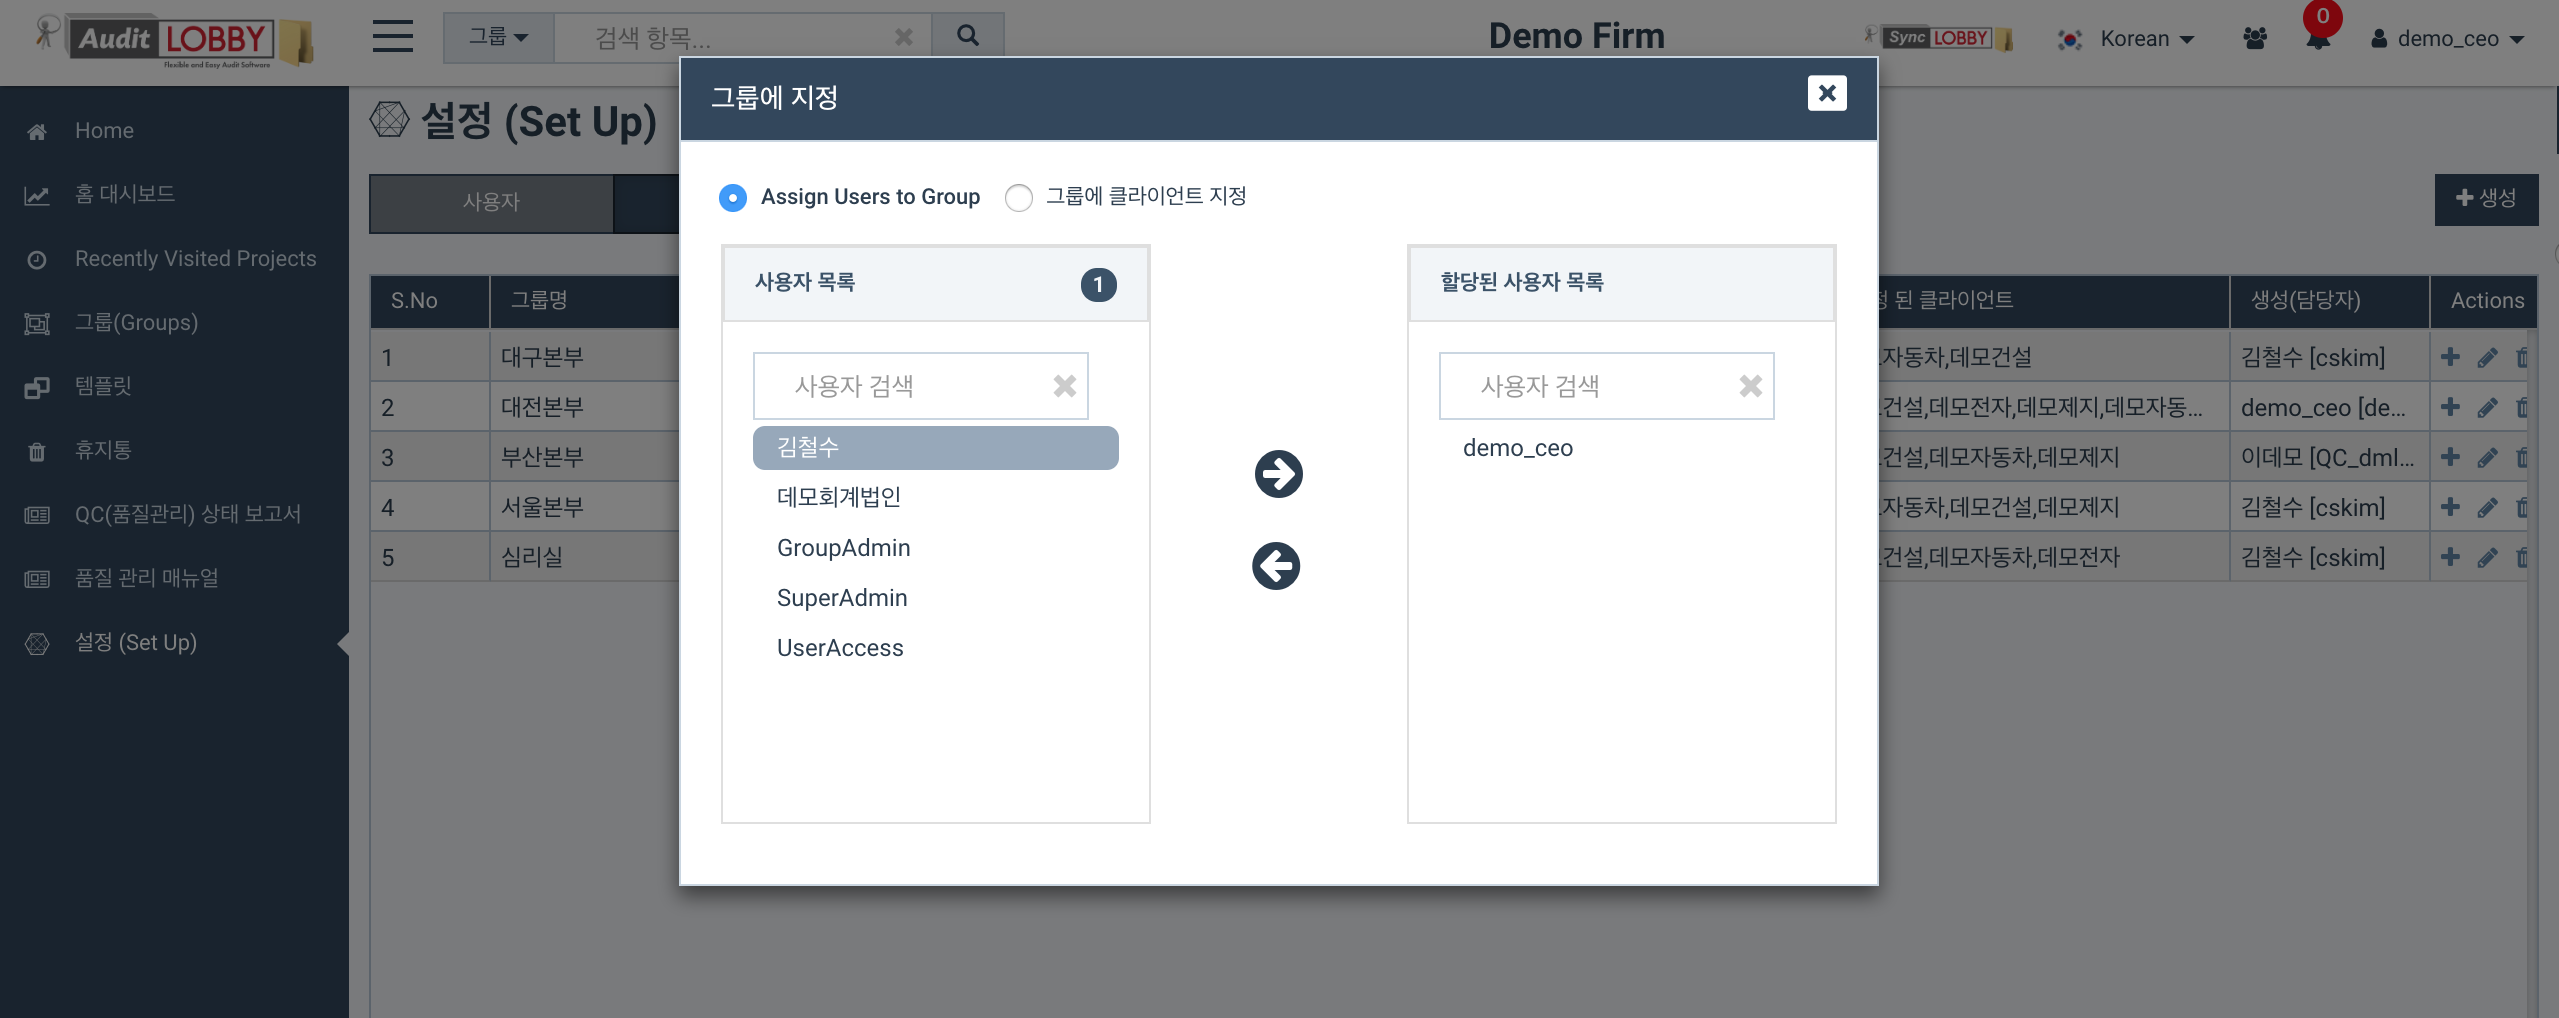 Audit LOBBY
Flexible and Easy Audit Software
그룹
검색 항목...
Demo Firm
Sync LOBBY
Korean
0
demo_ceo
Home
홈 대시보드
Recently Visited Projects
그룹(Groups)
템플릿
휴지통
QC(품질관리) 상태 보고서
품질 관리 매뉴얼
설정 (Set Up)
설정 (Set Up)
사용자
생성
S.No 그룹명
1 대구본부
2 대전본부
3 부산본부
4 서울본부
5 심리실
그룹에 지정
Assign Users to Group 그룹에 클라이언트 지정
사용자 목록 1
사용자 검색
김철수
데모회계법인
GroupAdmin
SuperAdmin
UserAccess
할당된 사용자 목록
사용자 검색
demo_ceo
된 클라이언트 생성(담당자) Actions
자동차,데모건설 김철수 [cskim]
건설,데모전자,데모제지,데모자동... demo_ceo [de...
건설,데모자동차,데모제지 이데모 [QC_dml...
자동차,데모건설,데모제지 김철수 [cskim]
건설,데모자동차,데모전자 김철수 [cskim]